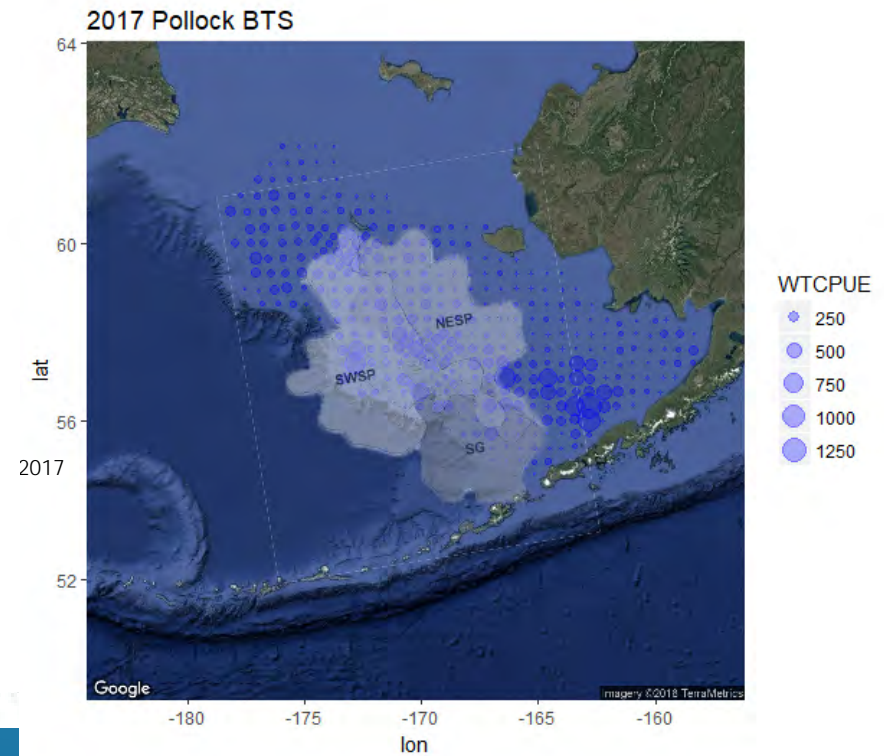 2017 Pollock BTS
64
60
56
52
lat
2017
NESP
SWSP
SG
Google
Imagery ©2018 TerraMetrics
-180 -175 -170 -165 -160
lon
WTCPUE
250
500
750
1000
1250